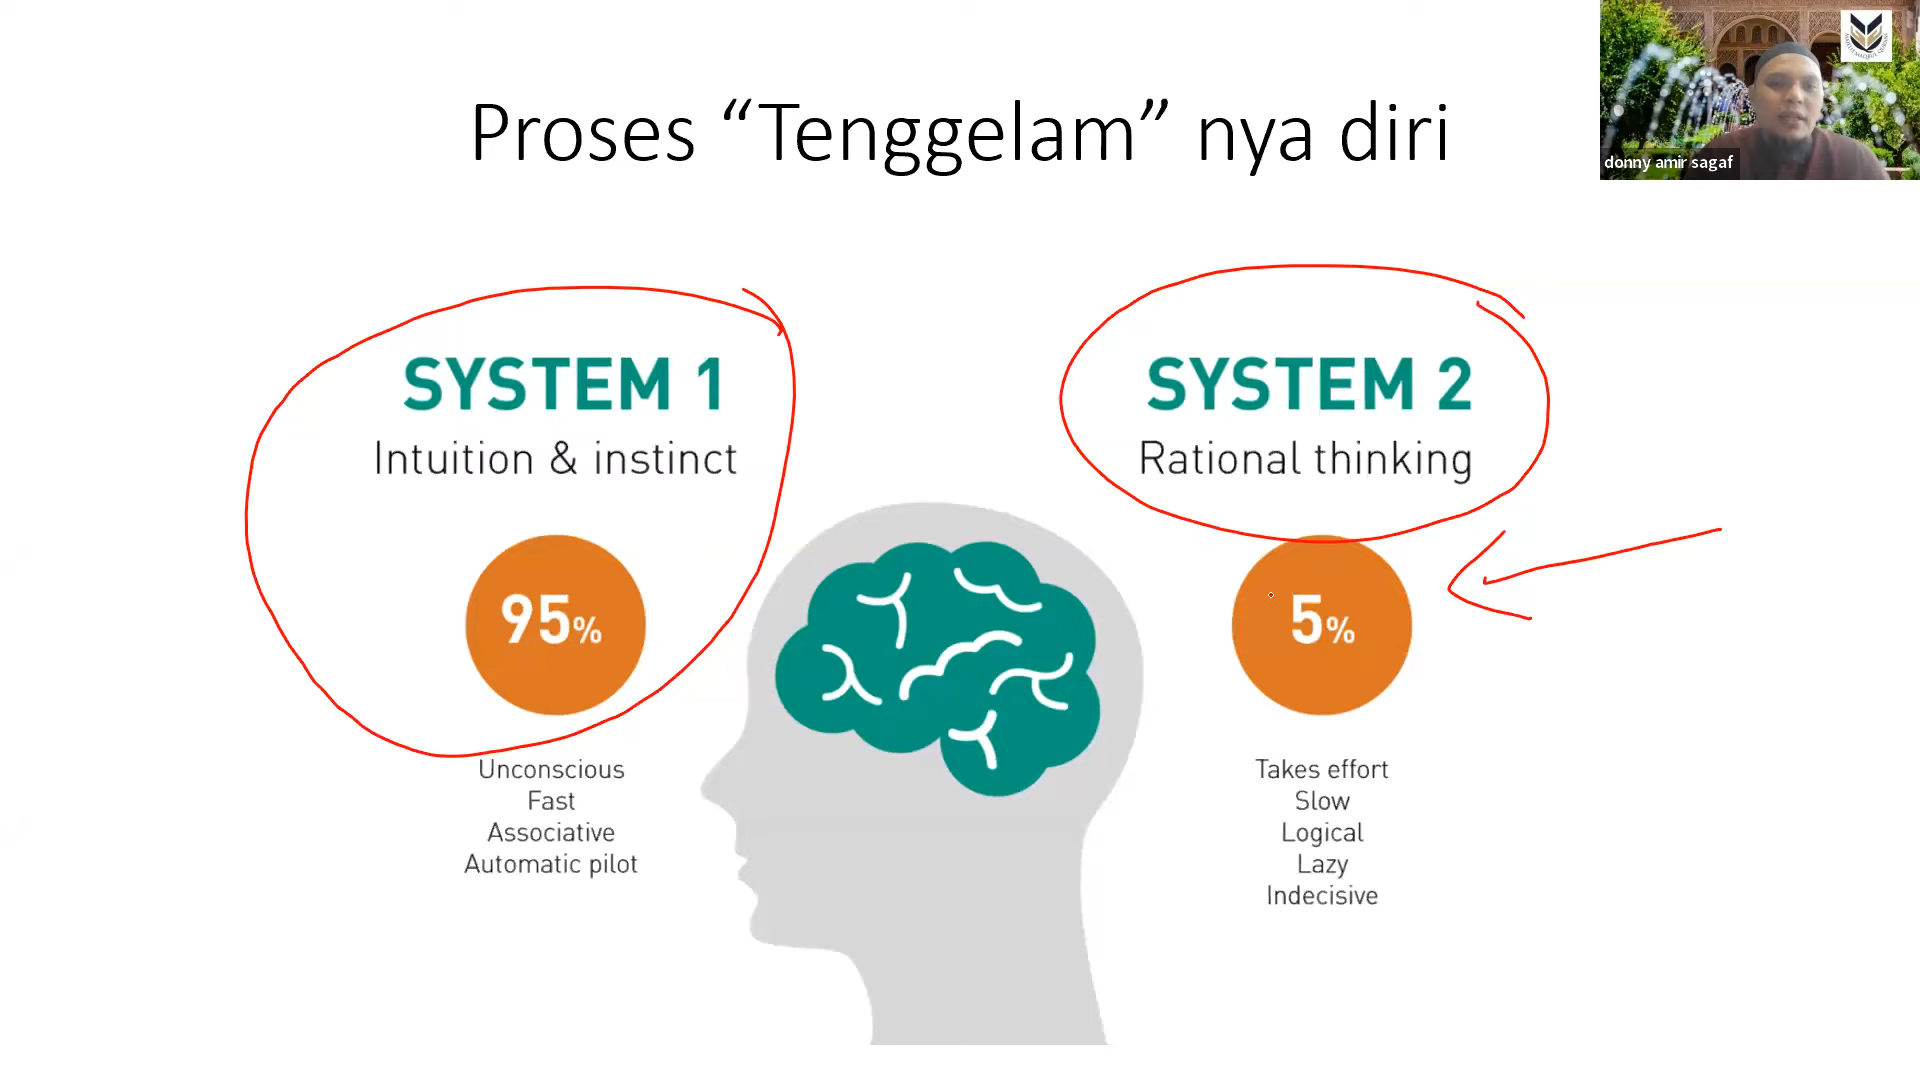 Proses “Tenggelam” nya diri
donny amir sagaf
SYSTEM 1
Intuition & instinct
95%
Unconscious
Fast
Associative
Automatic pilot
SYSTEM 2
Rational thinking
5%
Takes effort
Slow
Logical
Lazy
Indecisive